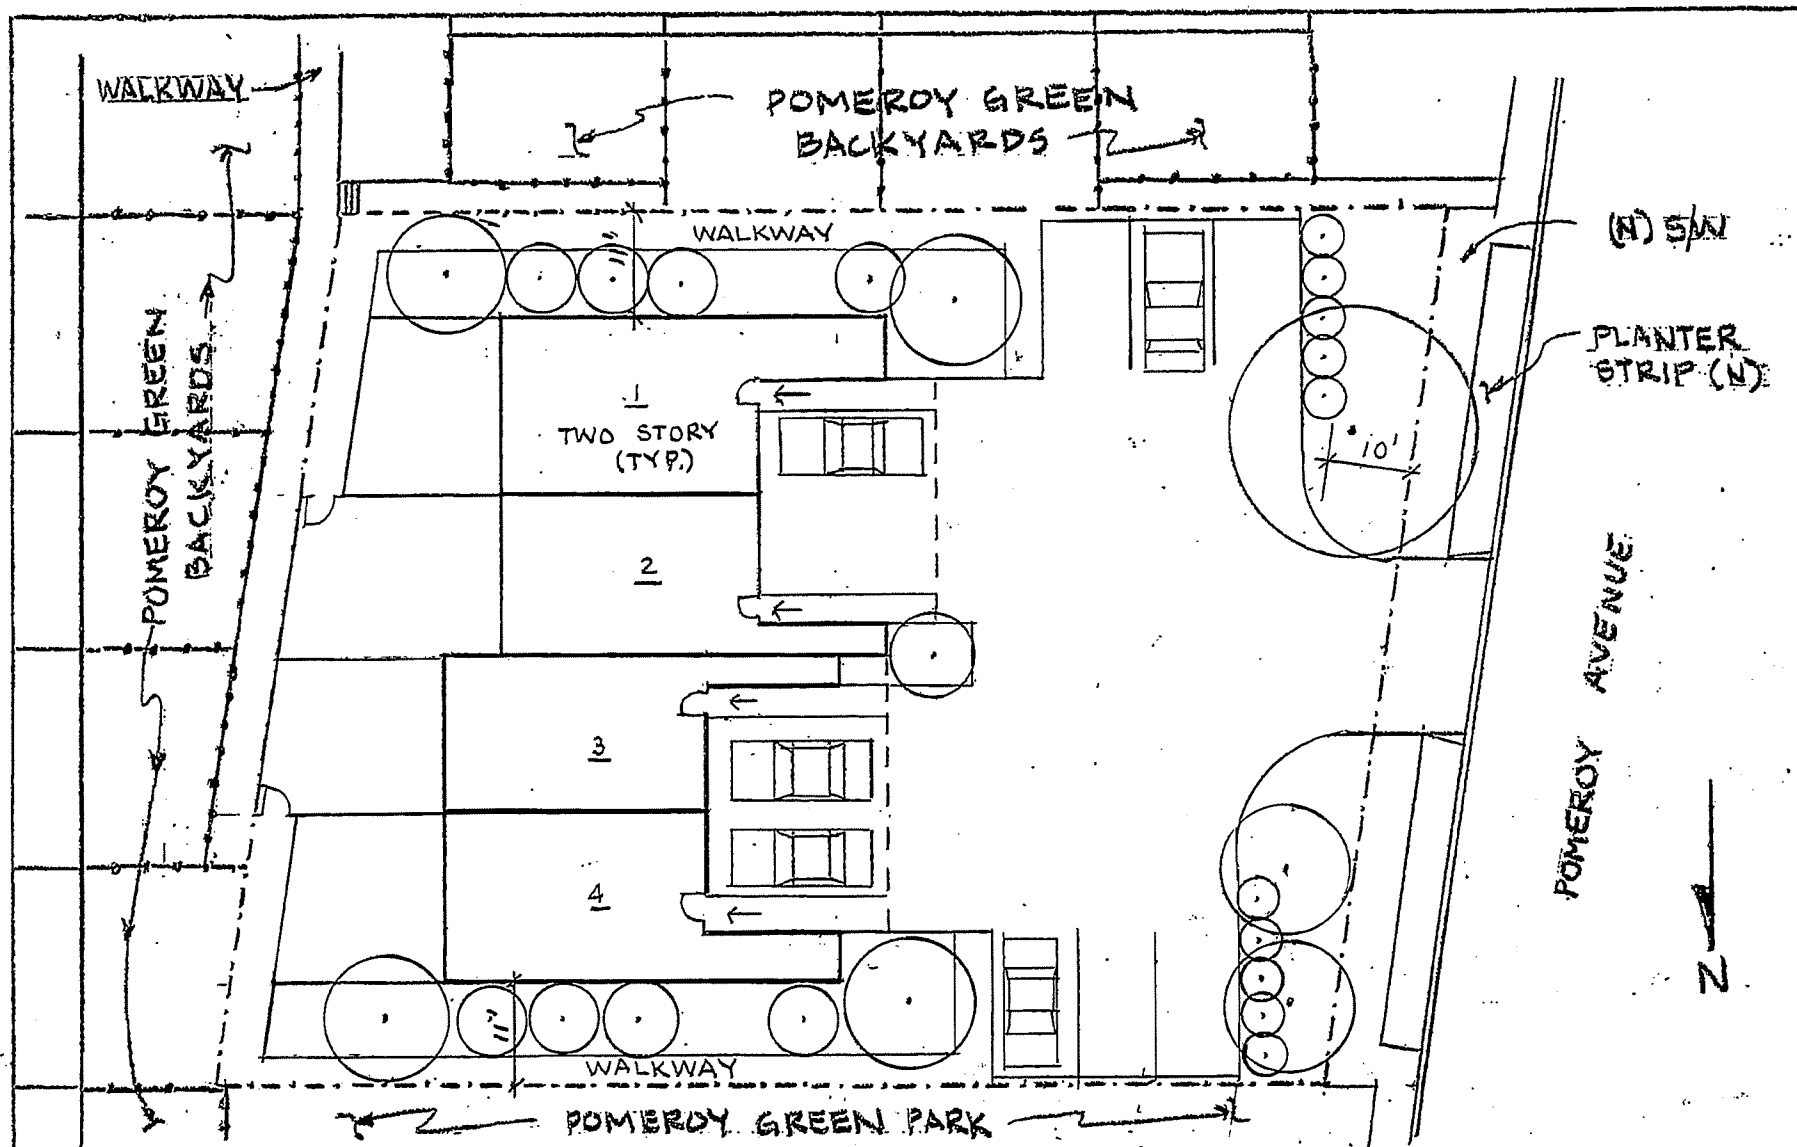 WALKWAY
POMEROY GREEN
BACKYARDS
WALKWAY
11'
(N) S/W
PLANTER
STRIP (N)
POMEROY GREEN
BACKYARDS
1
TWO STORY
(TYP.)
10'
2
3
4
POMEROY AVENUE
N
11'
WALKWAY
POMEROY GREEN PARK